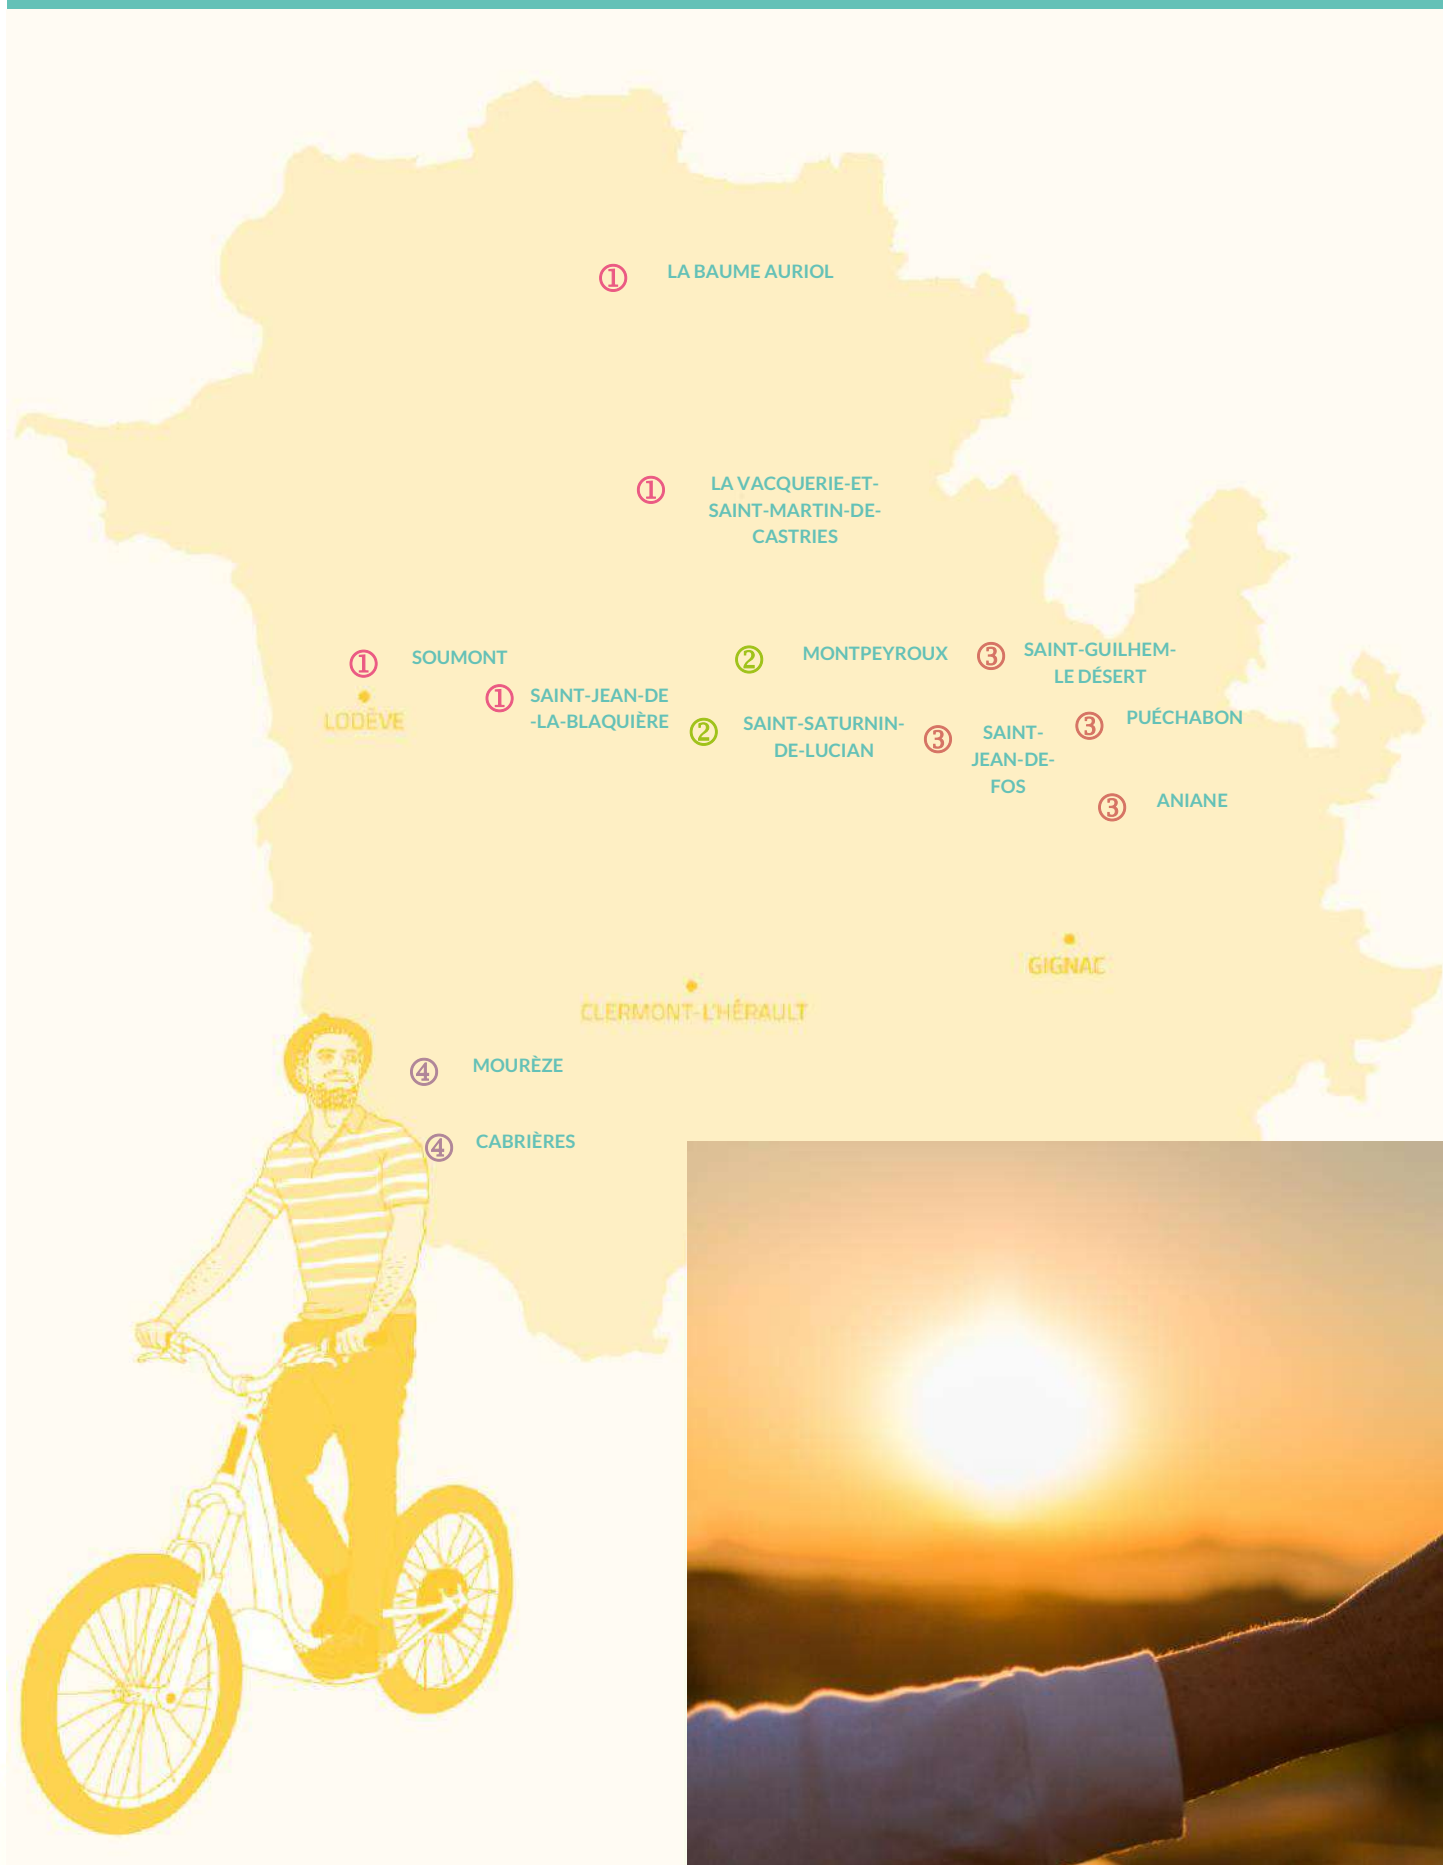 ① LA BAUME AURIOL
① LA VACQUERIE-ET-
SAINT-MARTIN-DE-
CASTRIES
① SOUMONT
LODÈVE
① SAINT-JEAN-DE
-LA-BLAQUIÈRE
② MONTPEYROUX
② SAINT-SATURNIN-
DE-LUCIAN
③ SAINT-GUILHEM-
LE DÉSERT
③ SAINT-
JEAN-DE-
FOS
③ PUÉCHABON
③ ANIANE
GIGNAC
CLERMONT-L'HÉRAULT
④ MOURÈZE
④ CABRIÈRES